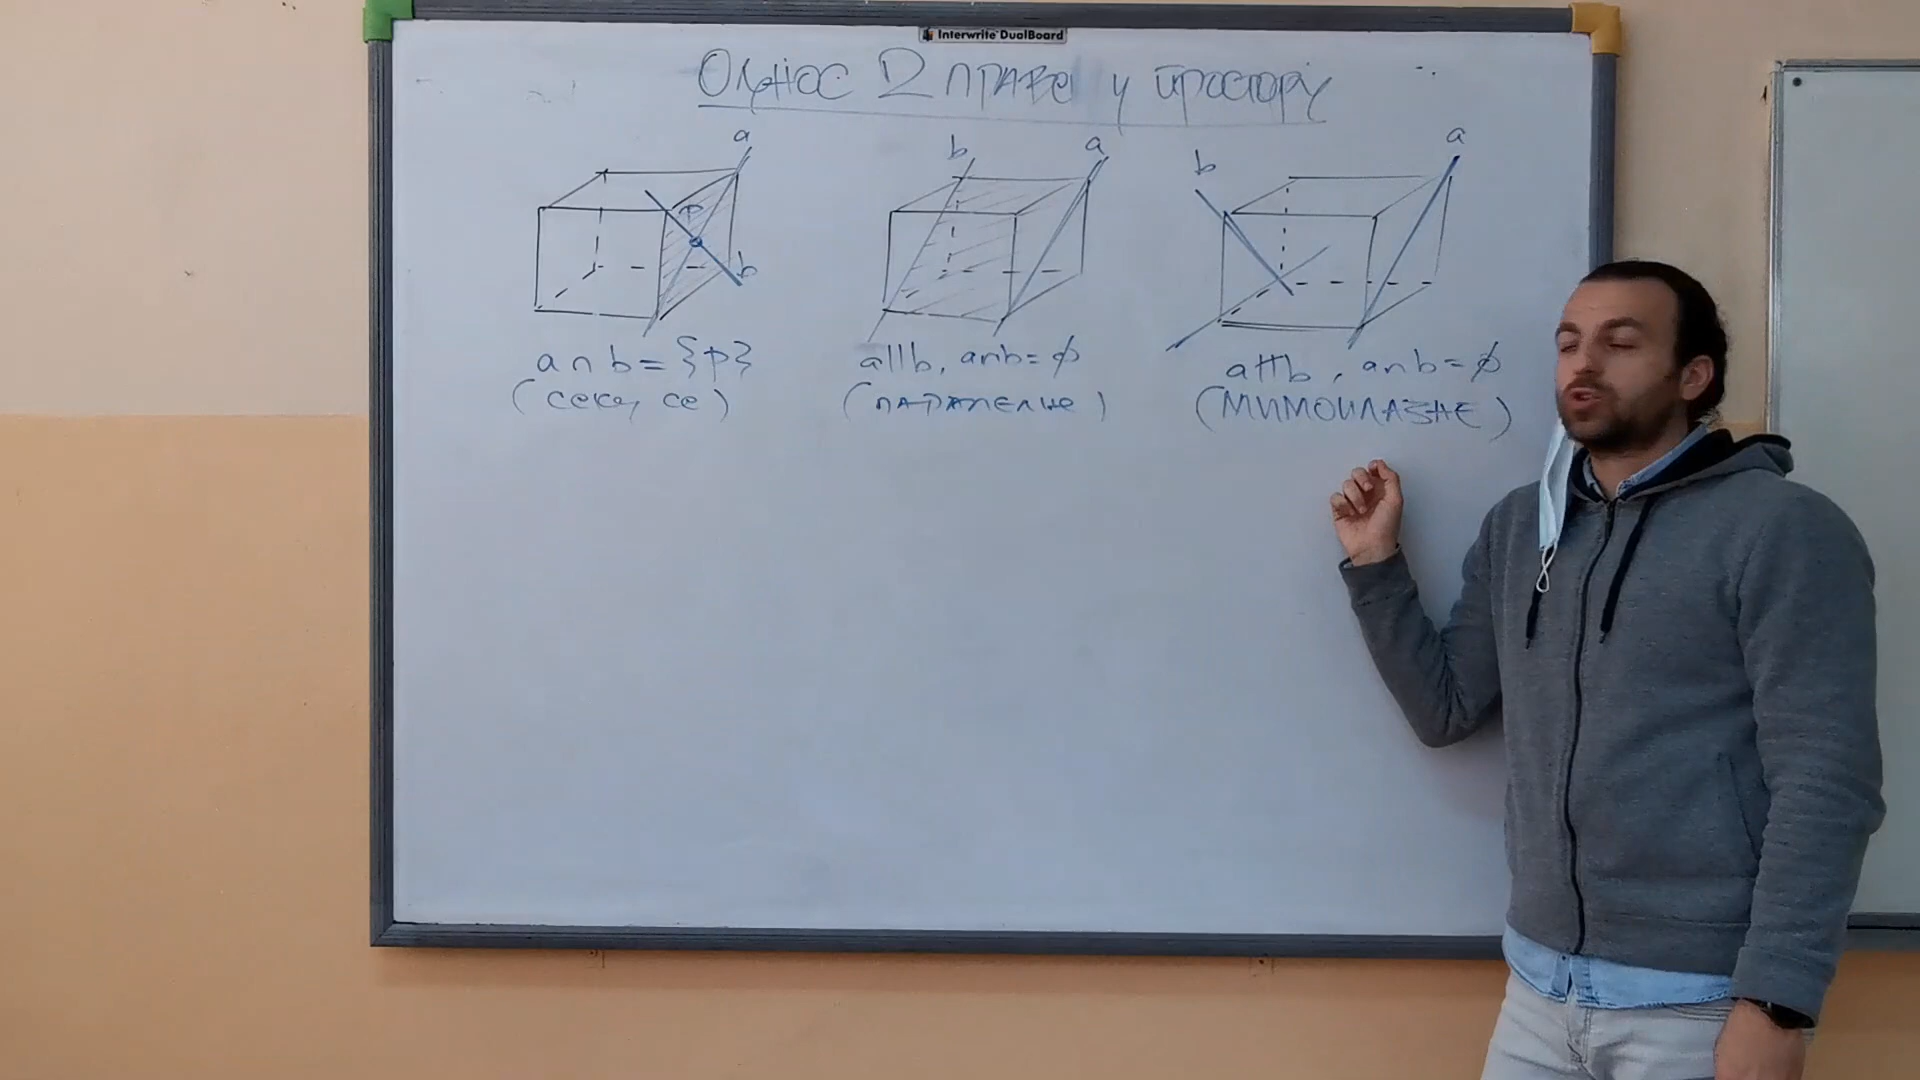 Interwrite DualBoard
Однос 2 праве у простору
a b a b a
P
b
a ∩ b = {P} a||b, a∩b = ∅ a∦b, a∩b = ∅
(секу се) (паралелне) (МИМОИЛАЗНЕ)